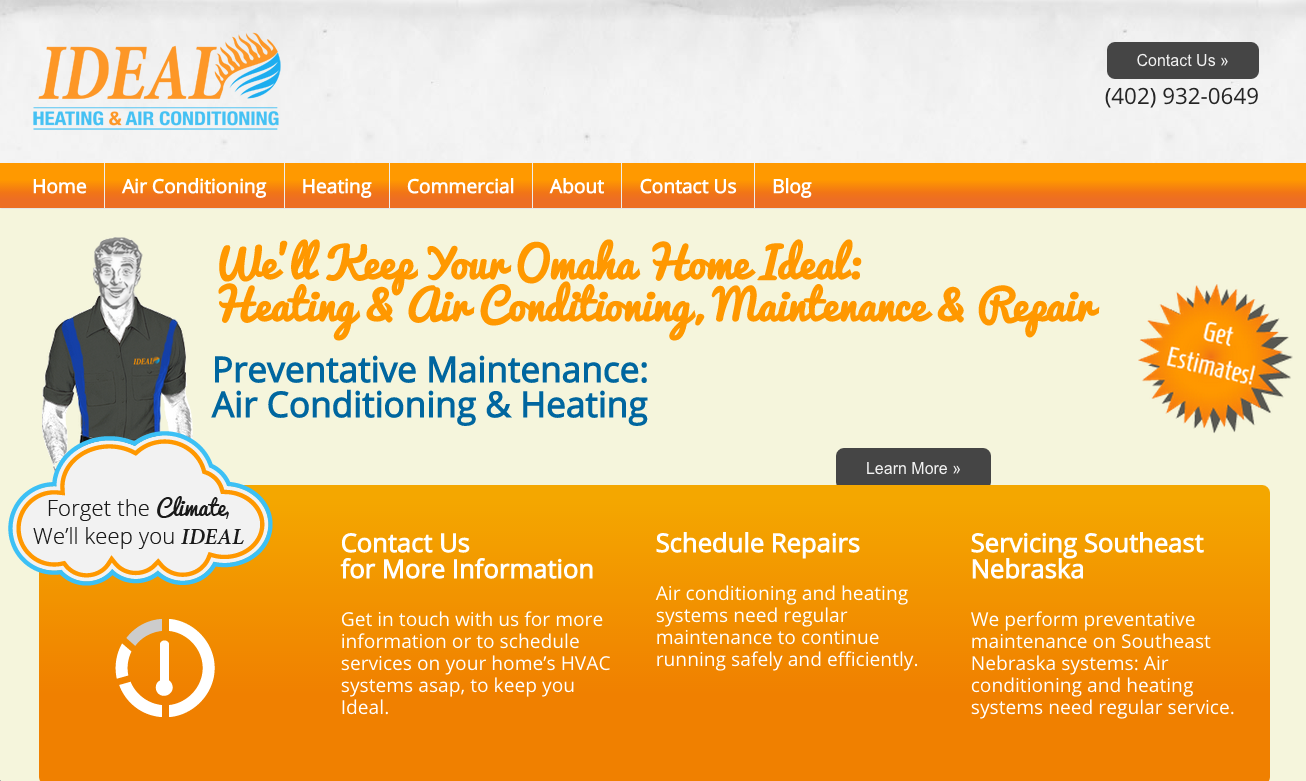 IDEAL
HEATING & AIR CONDITIONING
Contact Us »
(402) 932-0649
Home
Air Conditioning
Heating
Commercial
About
Contact Us
Blog
We'll Keep Your Omaha Home Ideal:
Heating & Air Conditioning, Maintenance & Repair
IDEAL
Preventative Maintenance:
Air Conditioning & Heating
Get
Estimates!
Learn More »
Forget the Climate,
We'll keep you IDEAL
Contact Us
for More Information
Get in touch with us for more
information or to schedule
services on your home’s HVAC
systems asap, to keep you
Ideal.
Schedule Repairs
Air conditioning and heating
systems need regular
maintenance to continue
running safely and efficiently.
Servicing Southeast
Nebraska
We perform preventative
maintenance on Southeast
Nebraska systems: Air
conditioning and heating
systems need regular service.